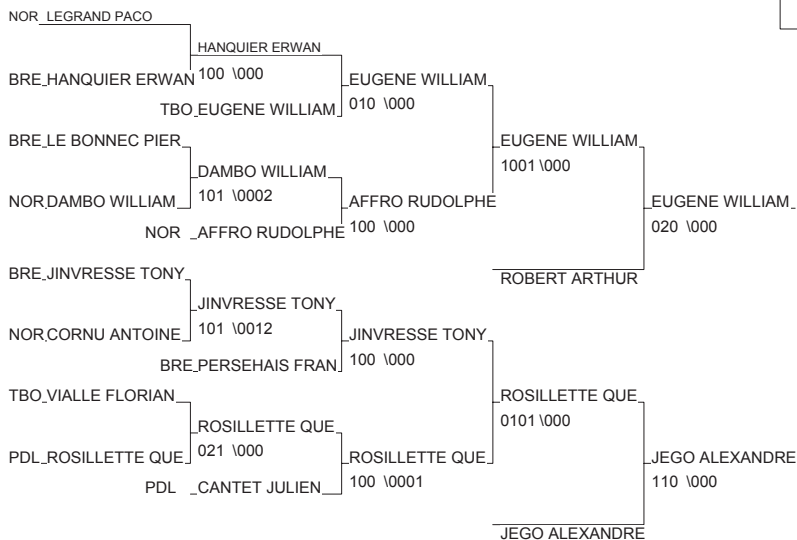 NOR LEGRAND PACO
HANQUIER ERWAN
BRE HANQUIER ERWAN 100 \000 EUGENE WILLIAM
TBO EUGENE WILLIAM 010 \000
BRE LE BONNEC PIER EUGENE WILLIAM
DAMBO WILLIAM 1001 \000
NOR DAMBO WILLIAM 101 \0002 AFFRO RUDOLPHE EUGENE WILLIAM
NOR AFFRO RUDOLPHE 100 \000 020 \000
BRE JINVRESSE TONY ROBERT ARTHUR
JINVRESSE TONY
NOR CORNU ANTOINE 101 \0012 JINVRESSE TONY
BRE PERSEHAIS FRAN 100 \000
TBO VIALLE FLORIAN ROSILLETTE QUE
ROSILLETTE QUE 0101 \000
PDL ROSILLETTE QUE 021 \000 ROSILLETTE QUE JEGO ALEXANDRE
PDL CANTET JULIEN 100 \0001 110 \000
JEGO ALEXANDRE